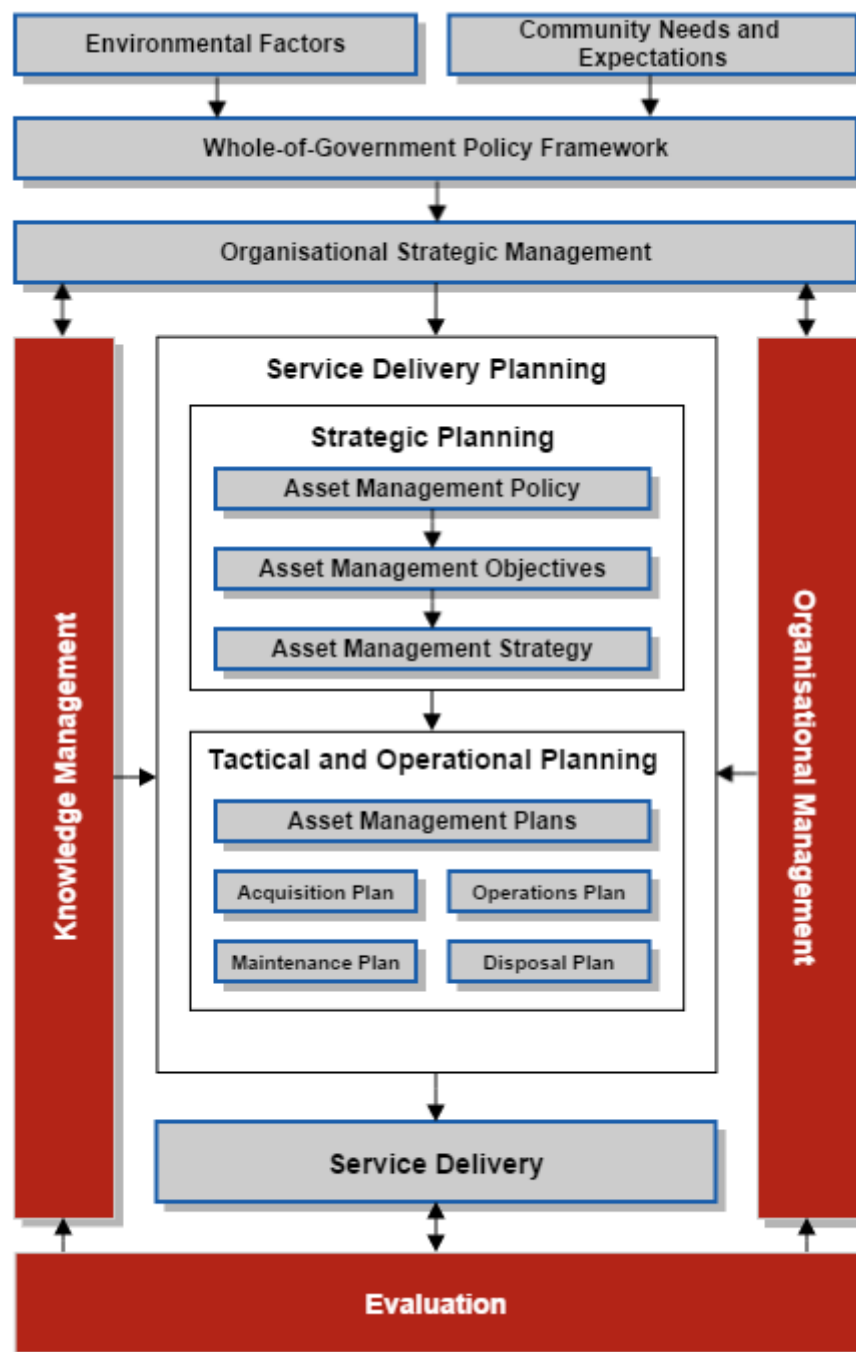 Environmental Factors
Community Needs and
Expectations
Whole-of-Government Policy Framework
Organisational Strategic Management
Service Delivery Planning
Strategic Planning
Asset Management Policy
Asset Management Objectives
Asset Management Strategy
Tactical and Operational Planning
Asset Management Plans
Acquisition Plan
Operations Plan
Maintenance Plan
Disposal Plan
Knowledge Management
Organisational Management
Service Delivery
Evaluation